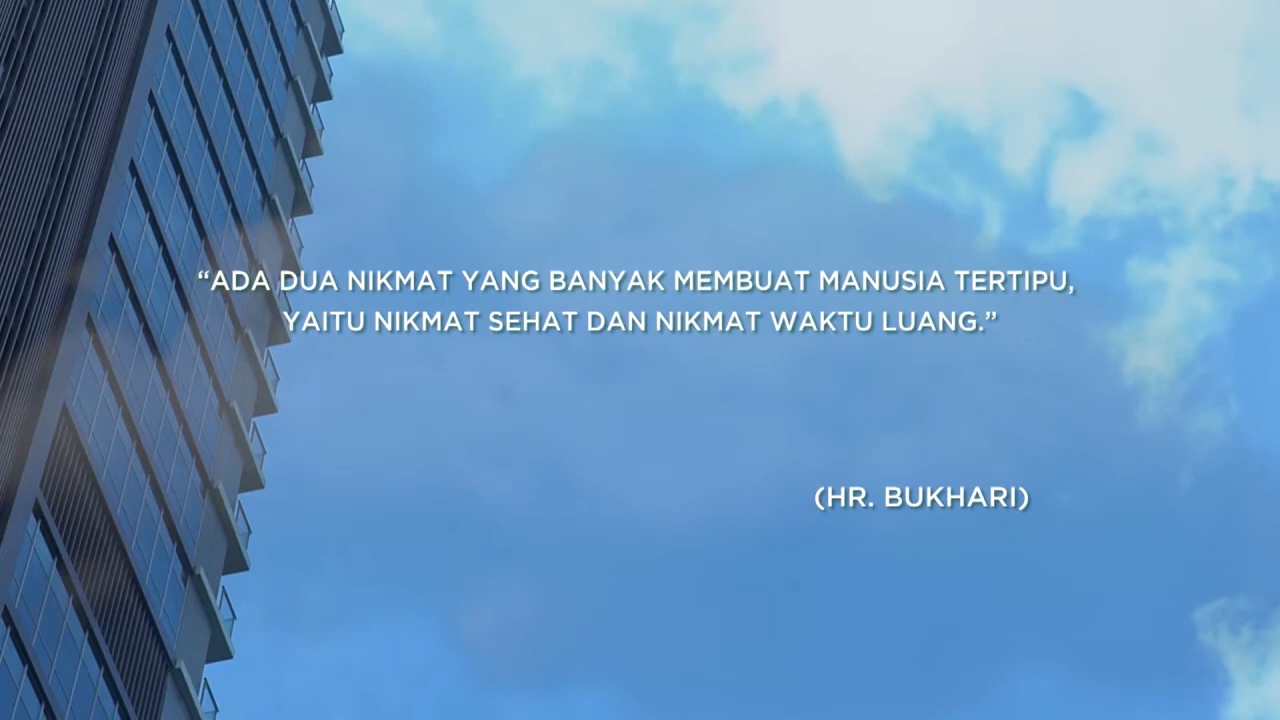 “ADA DUA NIKMAT YANG BANYAK MEMBUAT MANUSIA TERTIPU,
YAITU NIKMAT SEHAT DAN NIKMAT WAKTU LUANG.”
(HR. BUKHARI)